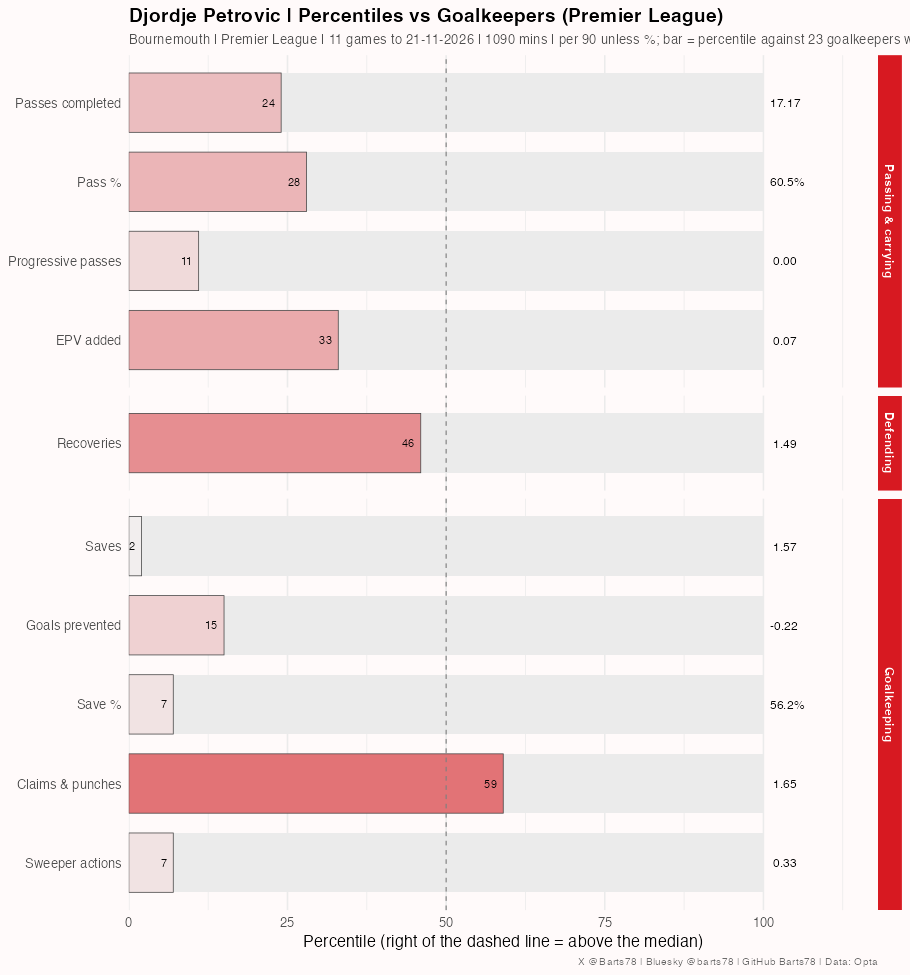 Djordje Petrovic | Percentiles vs Goalkeepers (Premier League)
Bournemouth | Premier League | 11 games to 21-11-2026 | 1090 mins | per 90 unless %; bar = percentile against 23 goalkeepers w
Passes completed 24 17.17
Pass % 28 60.5%
Progressive passes 11 0.00
EPV added 33 0.07
Passing & carrying
Recoveries 46 1.49
Defending
Saves 2 1.57
Goals prevented 15 -0.22
Save % 7 56.2%
Claims & punches 59 1.65
Sweeper actions 7 0.33
Goalkeeping
0 25 50 75 100
Percentile (right of the dashed line = above the median)
X @Barts78 | Bluesky @barts78 | GitHub Barts78 | Data: Opta